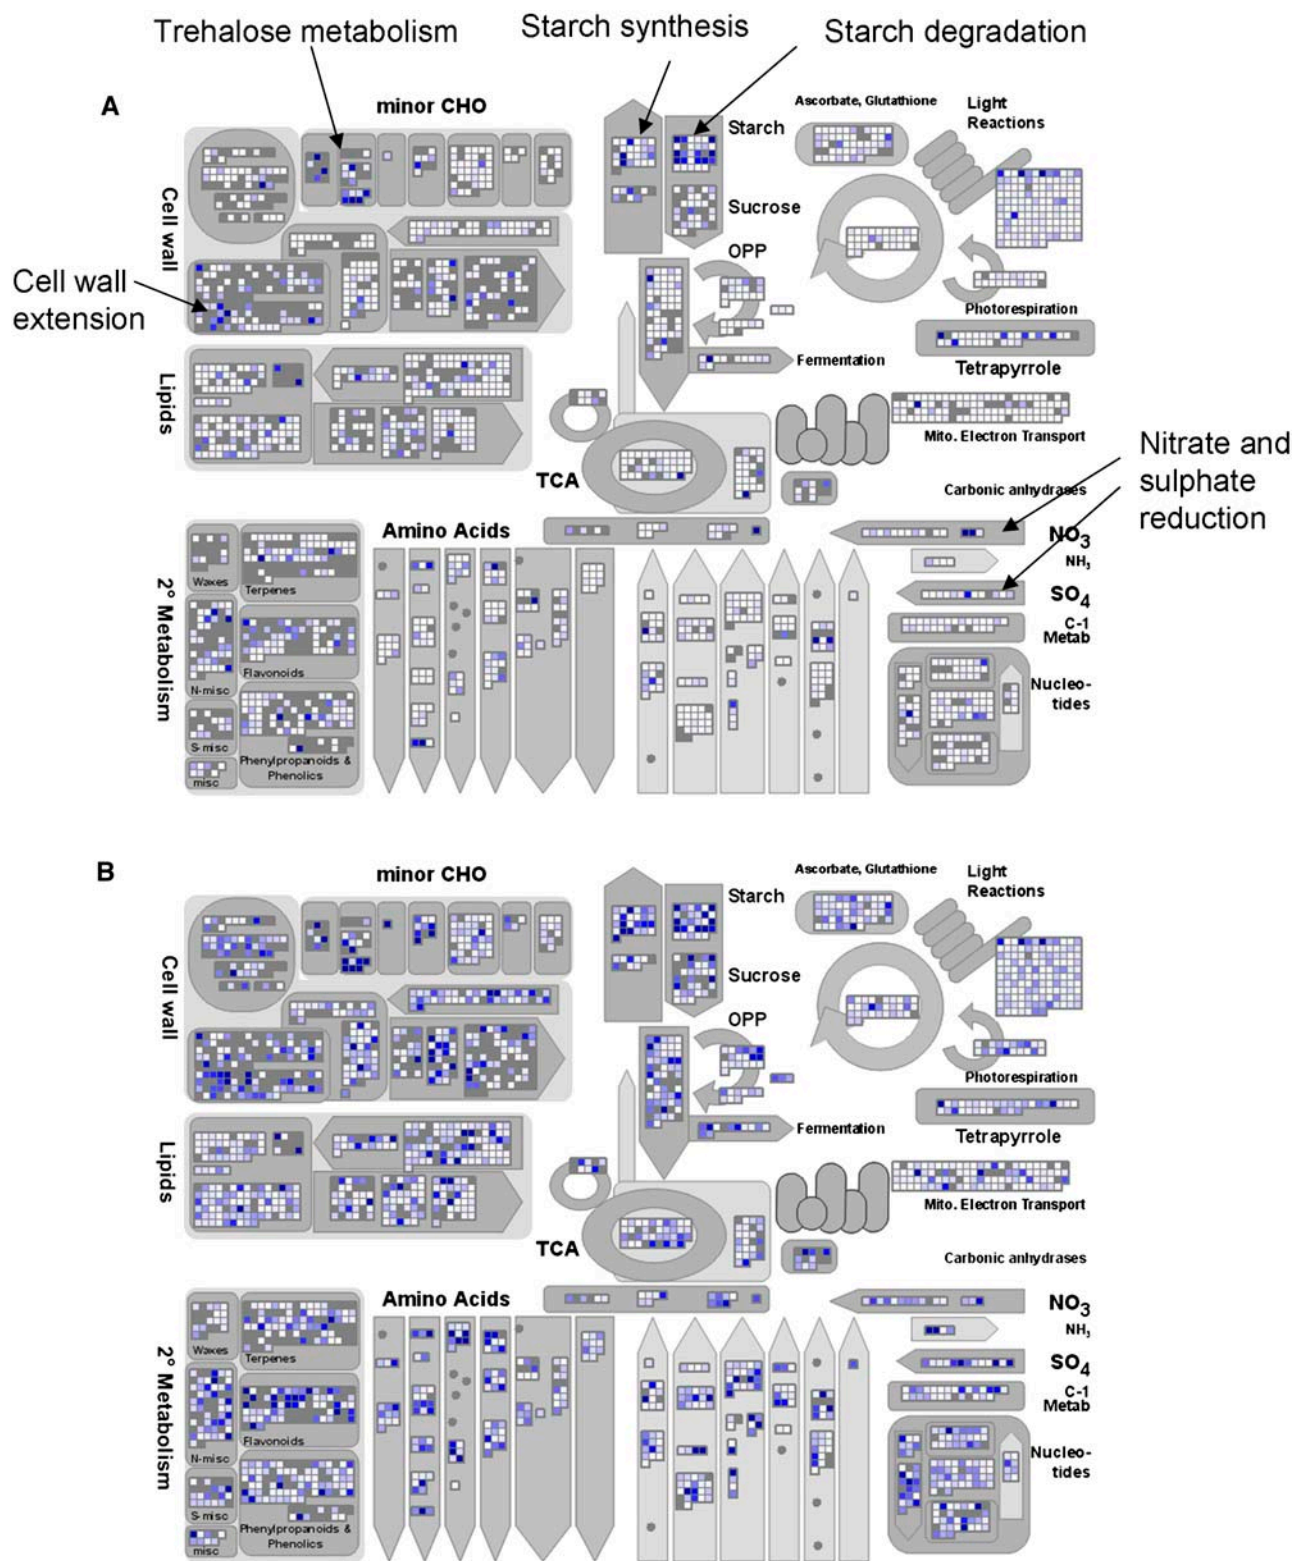 Trehalose metabolism
Starch synthesis
Starch degradation
A
minor CHO
Ascorbate, Glutathione
Light
Reactions
Starch
Cell wall
Sucrose
OPP
Cell wall
extension
Photorespiration
Fermentation
Tetrapyrrole
Lipids
Mito. Electron Transport
Nitrate and
sulphate
reduction
TCA
Carbonic anhydrases
Amino Acids
NO3
NH3
Waxes
Terpenes
SO4
C-1
Metab
2° Metabolism
Flavonoids
N-misc
Nucleo-
tides
S-misc
Phenylpropanoids &
Phenolics
misc
B
minor CHO
Ascorbate, Glutathione
Light
Reactions
Starch
Cell wall
Sucrose
OPP
Photorespiration
Fermentation
Tetrapyrrole
Lipids
Mito. Electron Transport
TCA
Carbonic anhydrases
Amino Acids
NO3
NH3
Waxes
Terpenes
SO4
C-1
Metab
2° Metabolism
Flavonoids
N-misc
Nucleo-
tides
S-misc
Phenylpropanoids &
Phenolics
misc